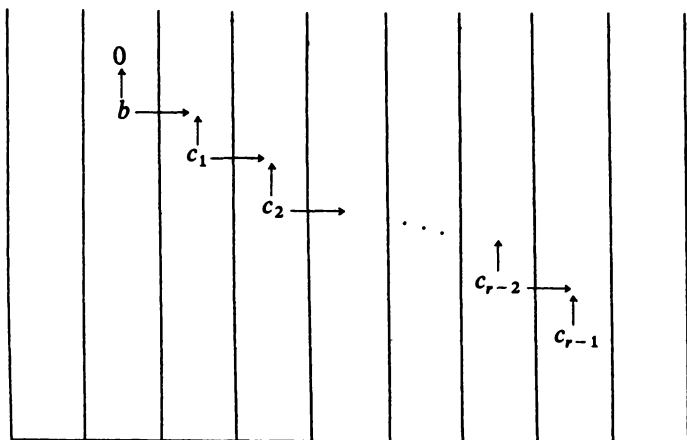 0
b
c₁
c₂
. . .
cᵣ₋₂
cᵣ₋₁